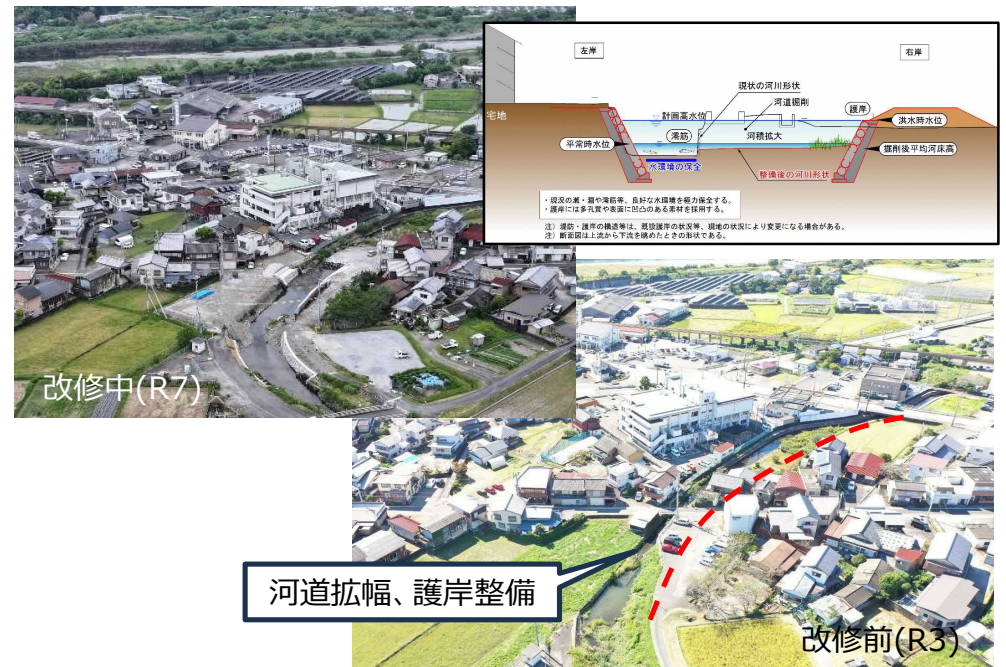 左岸
右岸
現状の河川形状
河道掘削
護岸
計画高水位
洪水時水位
宅地
澪筋
河積拡大
平常時水位
掘削後平均河床高
水環境の保全
整備後の河川形状
・現況の瀬・淵や澪筋等、良好な水環境を極力保全する。
・護岸には多孔質や表面に凹凸のある素材を採用する。
注）堤防・護岸の構造等は、既設護岸の状況等、現地の状況により変更になる場合がある。
注）断面図は上流から下流を眺めたときの形状である。
改修中(R7)
河道拡幅、護岸整備
改修前(R3)